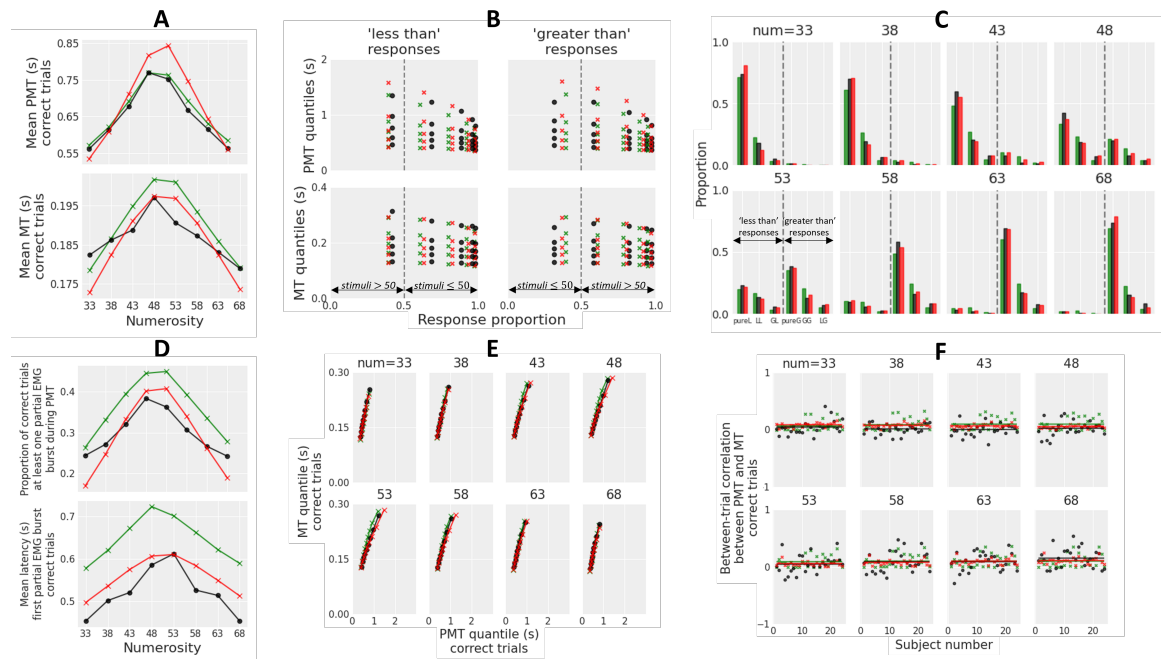 A
Mean PMT (s)
correct trials
0.85
0.75
0.65
0.55
Mean MT (s)
correct trials
0.195
0.185
0.175
33 38 43 48 53 58 63 68
Numerosity
B
'less than'
responses
'greater than'
responses
PMT quantiles (s)
2
1
0
MT quantiles (s)
0.4
0.2
0.0
stimuli > 50
stimuli ≤ 50
stimuli ≤ 50
stimuli > 50
0.0 0.5 1.0 0.0 0.5 1.0
Response proportion
C
num=33 38 43 48
Proportion
1.0
0.5
0.0
53 58 63 68
1.0
0.5
0.0
'less than'
responses
'greater than'
responses
pureL LL GL pureG GG LG
D
Proportion of correct trials
at least one partial EMG
burst during PMT
0.4
0.3
0.2
Mean latency (s)
first partial EMG burst
correct trials
0.7
0.6
0.5
33 38 43 48 53 58 63 68
Numerosity
E
num=33 38 43 48
MT quantile (s)
correct trials
0.30
0.15
0.00
53 58 63 68
0.30
0.15
0.00
0 1 2 0 1 2 0 1 2 0 1 2
PMT quantile (s)
correct trials
F
num=33 38 43 48
Between-trial correlation
between PMT and MT
correct trials
1
0
−1
53 58 63 68
1
0
−1
0 10 20 0 10 20 0 10 20 0 10 20
Subject number